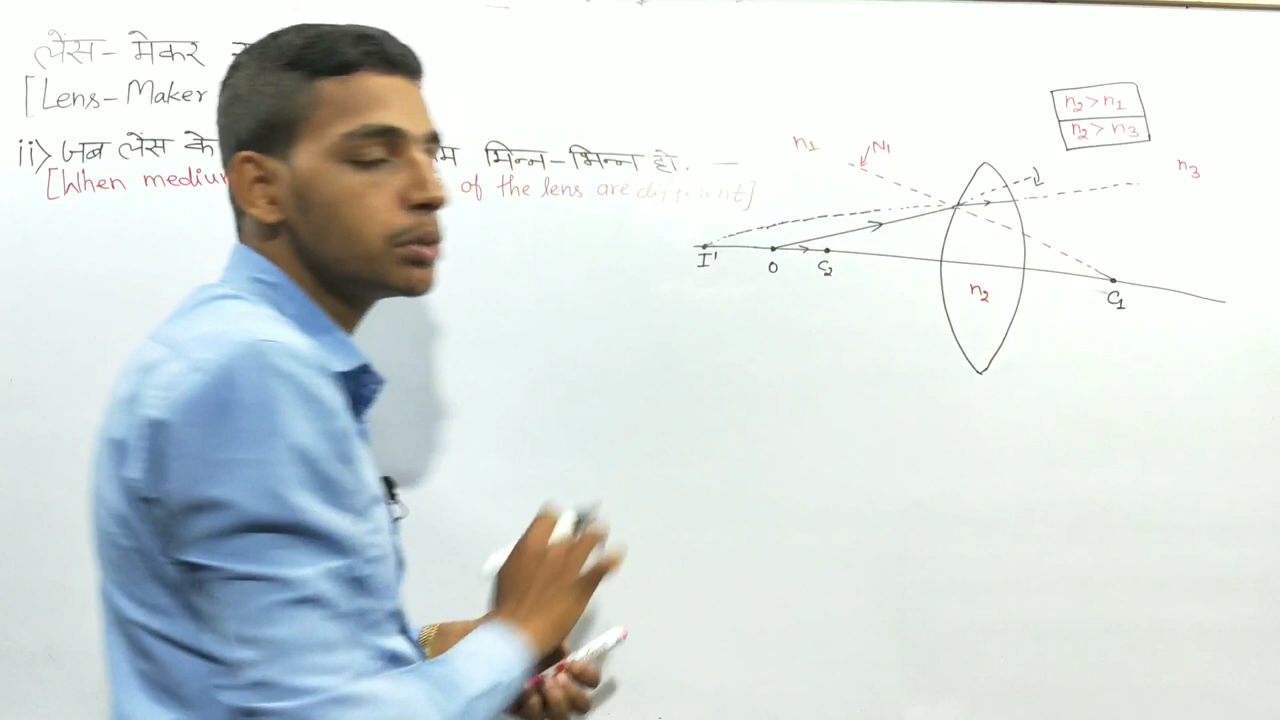 लेंस- मेकर
[Lens-Maker
ii> जब लेंस के म भिन्न-भिन्न हो. —
[When medium of the lens are different]
n₂>n₁
n₂>n₃
n₁
N₁
n₃
I'
O
C₂
n₂
C₁